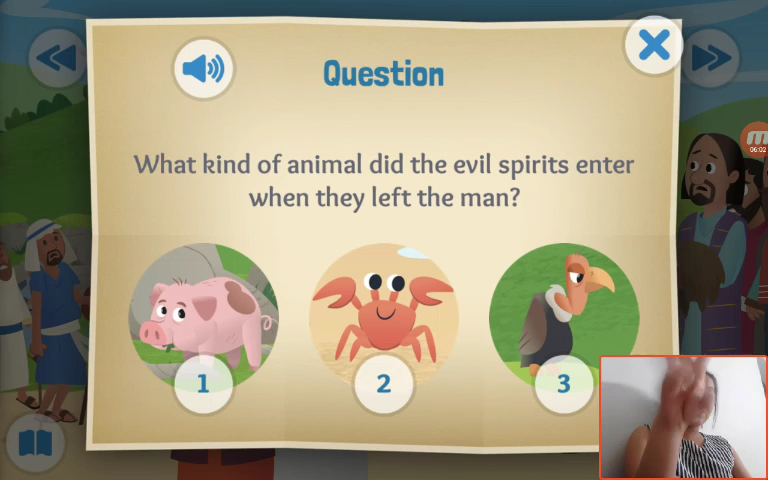 Question
06:02
What kind of animal did the evil spirits enter
when they left the man?
1
2
3